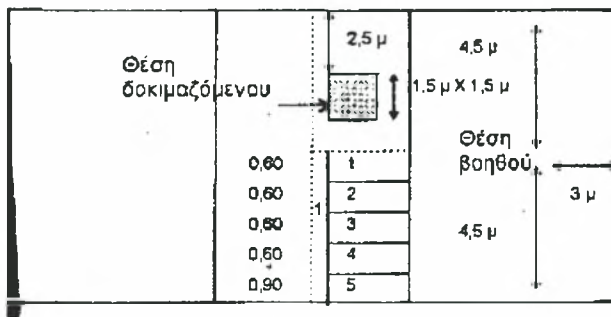 2,5 μ
4,5 μ
Θέση
δοκιμαζόμενου
1,5 μ Χ 1,5 μ
Θέση
βοηθού
3 μ
4,5 μ
0,60 1
0,60 2
0,60 3
0,60 4
0,90 5
1